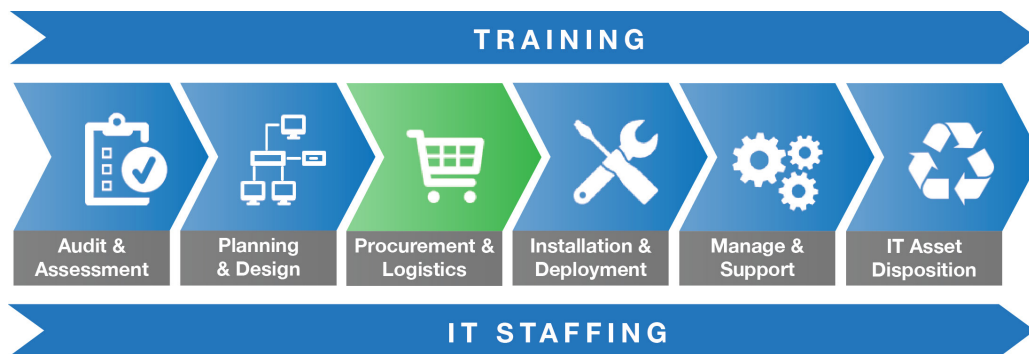 TRAINING
Audit &
Assessment
Planning
& Design
Procurement &
Logistics
Installation &
Deployment
Manage &
Support
IT Asset
Disposition
IT STAFFING